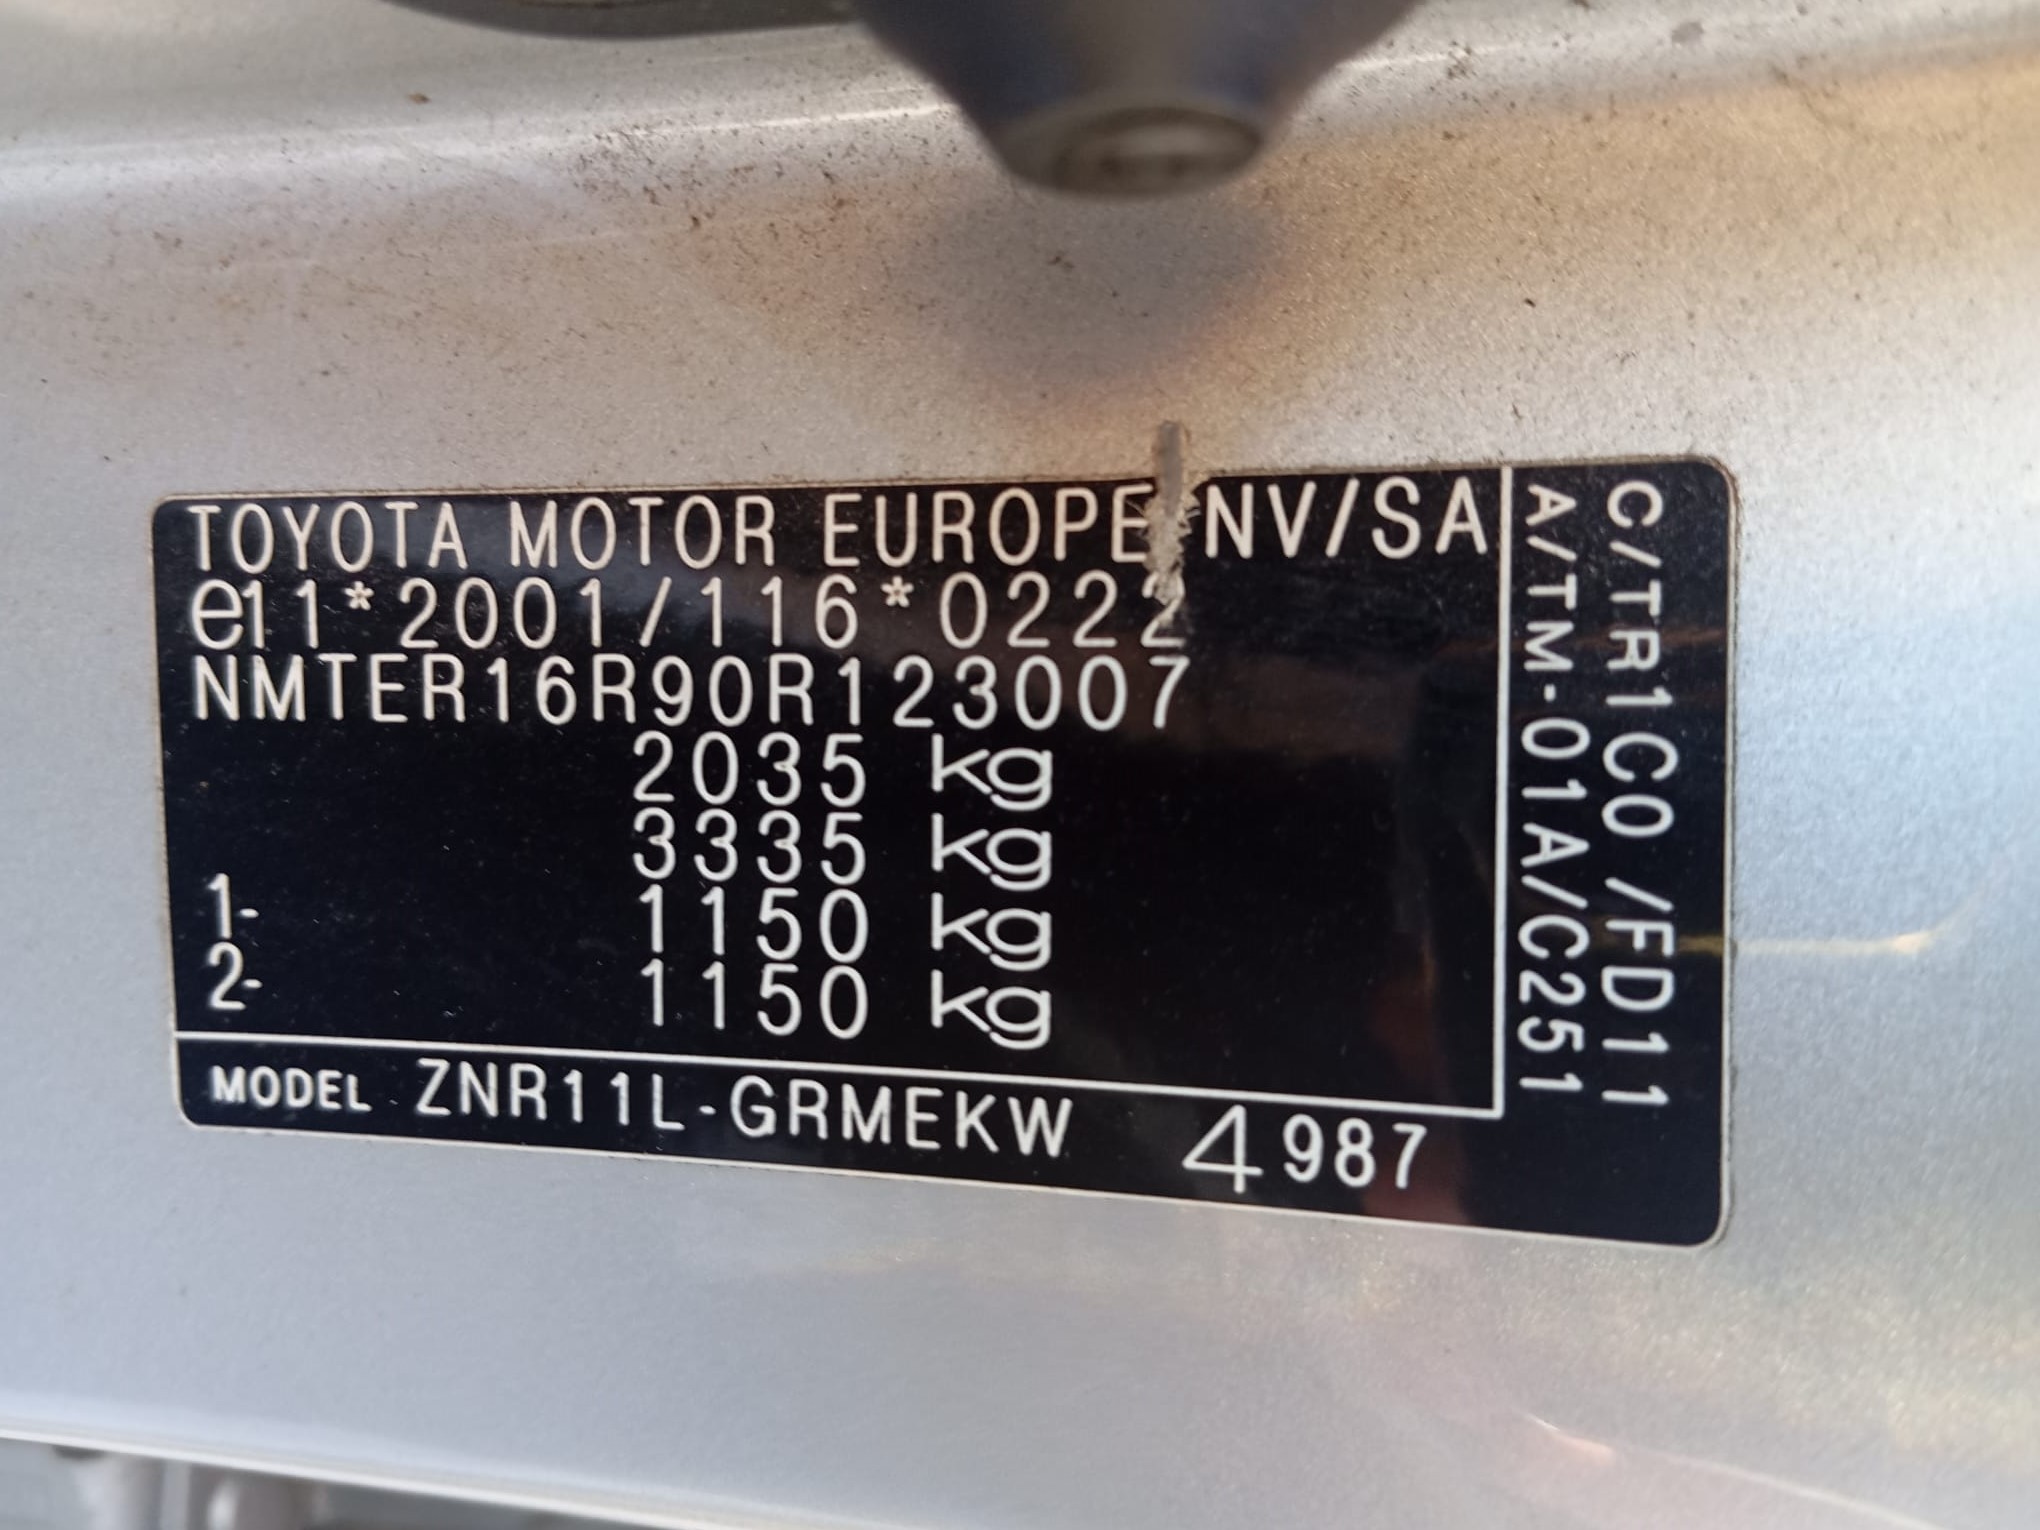 TOYOTA MOTOR EUROPE NV/SA
e11*2001/116*0222
NMTER16R90R123007
2035 kg
3335 kg
1- 1150 kg
2- 1150 kg
MODEL ZNR11L-GRMEKW 4987
C/TR1C0 /FD11
A/TM-01A/C251